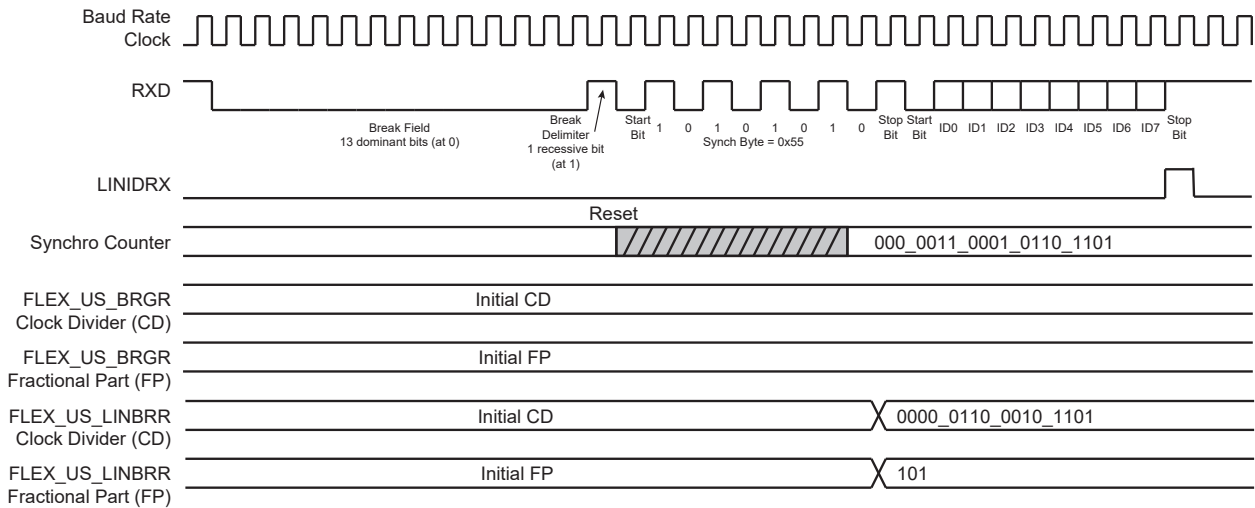 Baud Rate
Clock
RXD
Break Field
13 dominant bits (at 0)
Break
Delimiter
1 recessive bit
(at 1)
Start
Bit
1 0 1 0 1 0 1 0
Synch Byte = 0x55
Stop
Bit
Start
Bit
ID0 ID1 ID2 ID3 ID4 ID5 ID6 ID7
Stop
Bit
LINIDRX
Reset
Synchro Counter
000_0011_0001_0110_1101
FLEX_US_BRGR
Clock Divider (CD)
Initial CD
FLEX_US_BRGR
Fractional Part (FP)
Initial FP
FLEX_US_LINBRR
Clock Divider (CD)
Initial CD
0000_0110_0010_1101
FLEX_US_LINBRR
Fractional Part (FP)
Initial FP
101